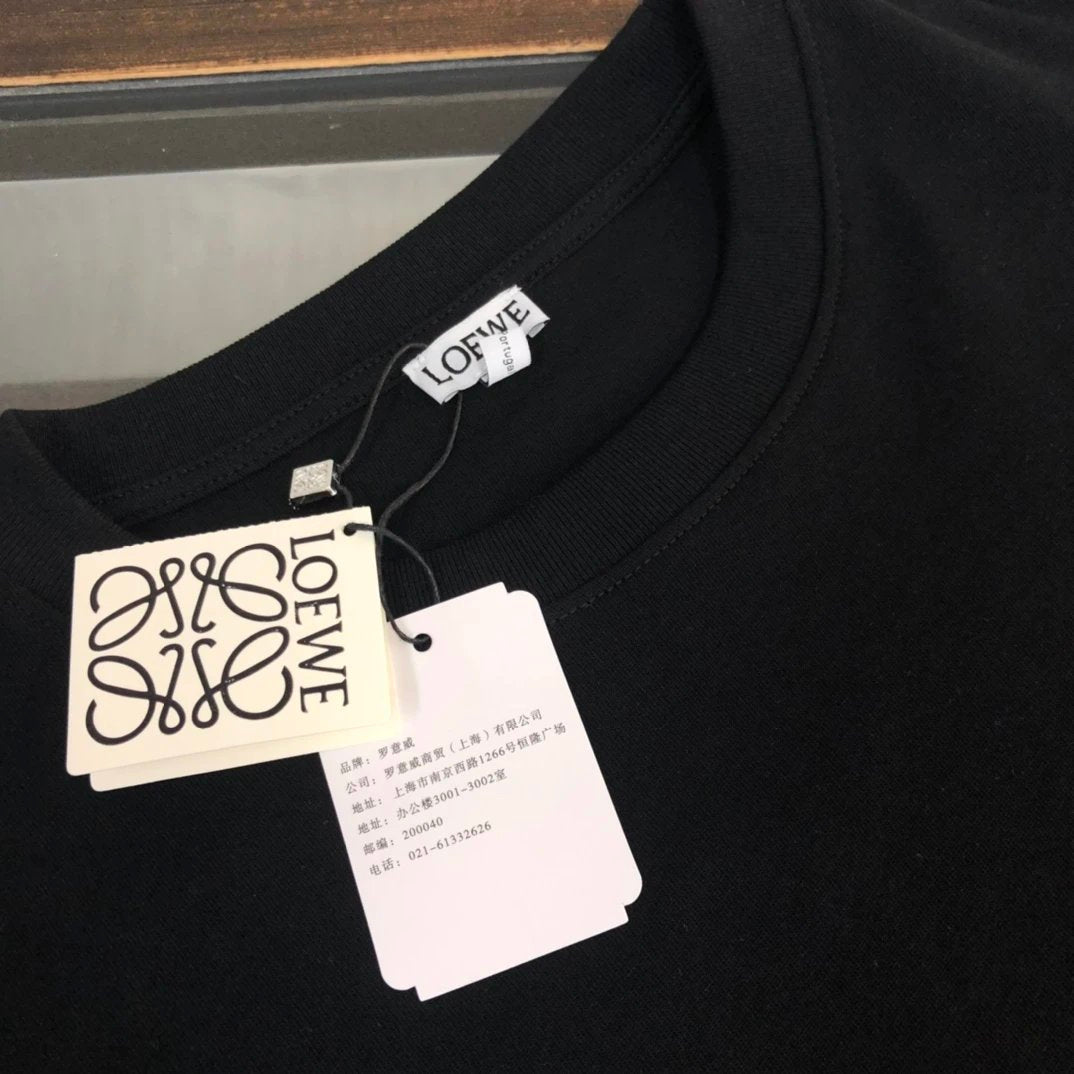 LOEWE
Portugal
LOEWE
品牌：罗意威
公司：罗意威商贸（上海）有限公司
地址：上海市南京西路1266号恒隆广场
地址：办公楼3001-3002室
邮编：200040
电话：021-61332626